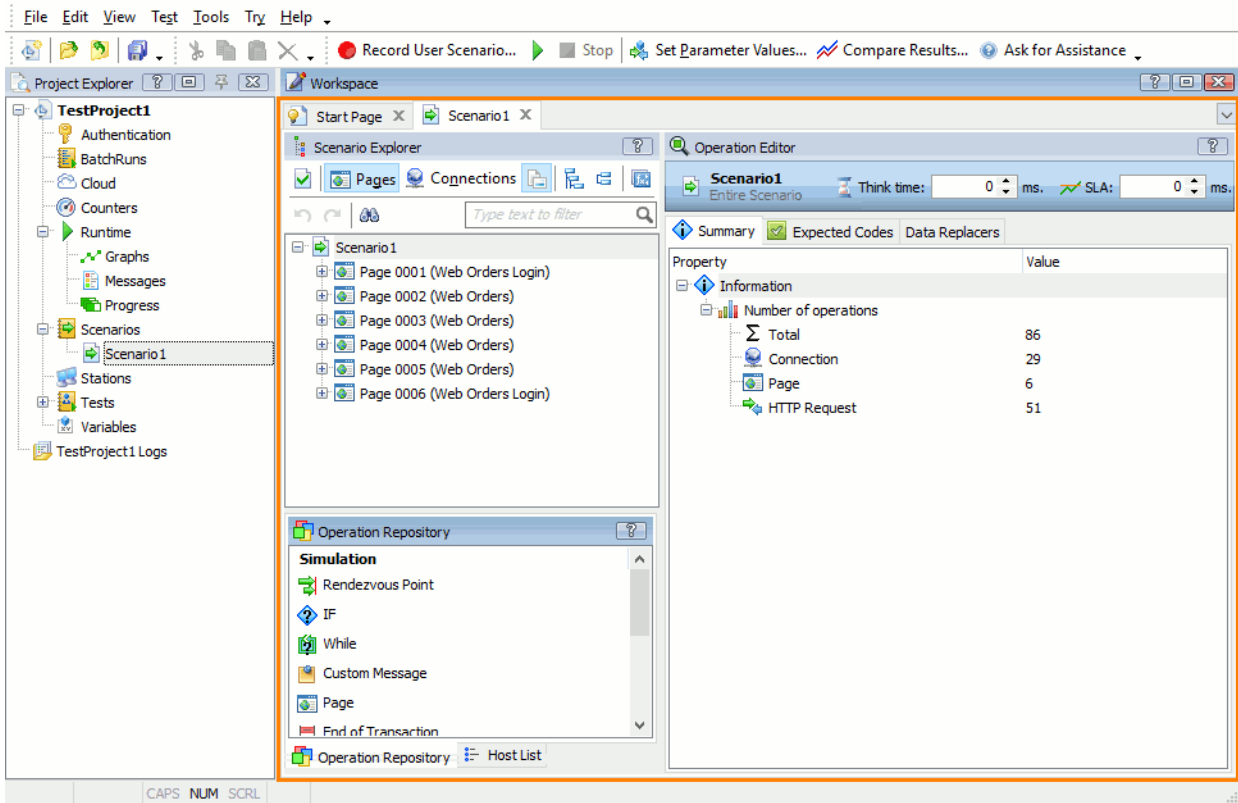 File Edit View Test Tools Try Help
Record User Scenario... Stop Set Parameter Values... Compare Results... Ask for Assistance
Project Explorer
TestProject1
Authentication
BatchRuns
Cloud
Counters
Runtime
Graphs
Messages
Progress
Scenarios
Scenario1
Stations
Tests
Variables
TestProject1 Logs
Workspace
Start Page Scenario1
Scenario Explorer
Pages Connections
Type text to filter
Scenario1
Page 0001 (Web Orders Login)
Page 0002 (Web Orders)
Page 0003 (Web Orders)
Page 0004 (Web Orders)
Page 0005 (Web Orders)
Page 0006 (Web Orders Login)
Operation Repository
Simulation
Rendezvous Point
IF
While
Custom Message
Page
End of Transaction
Operation Repository Host List
Operation Editor
Scenario1
Entire Scenario
Think time: 0 ms. SLA: 0 ms.
Summary Expected Codes Data Replacers
Property Value
Information
Number of operations
Total 86
Connection 29
Page 6
HTTP Request 51
CAPS NUM SCRL